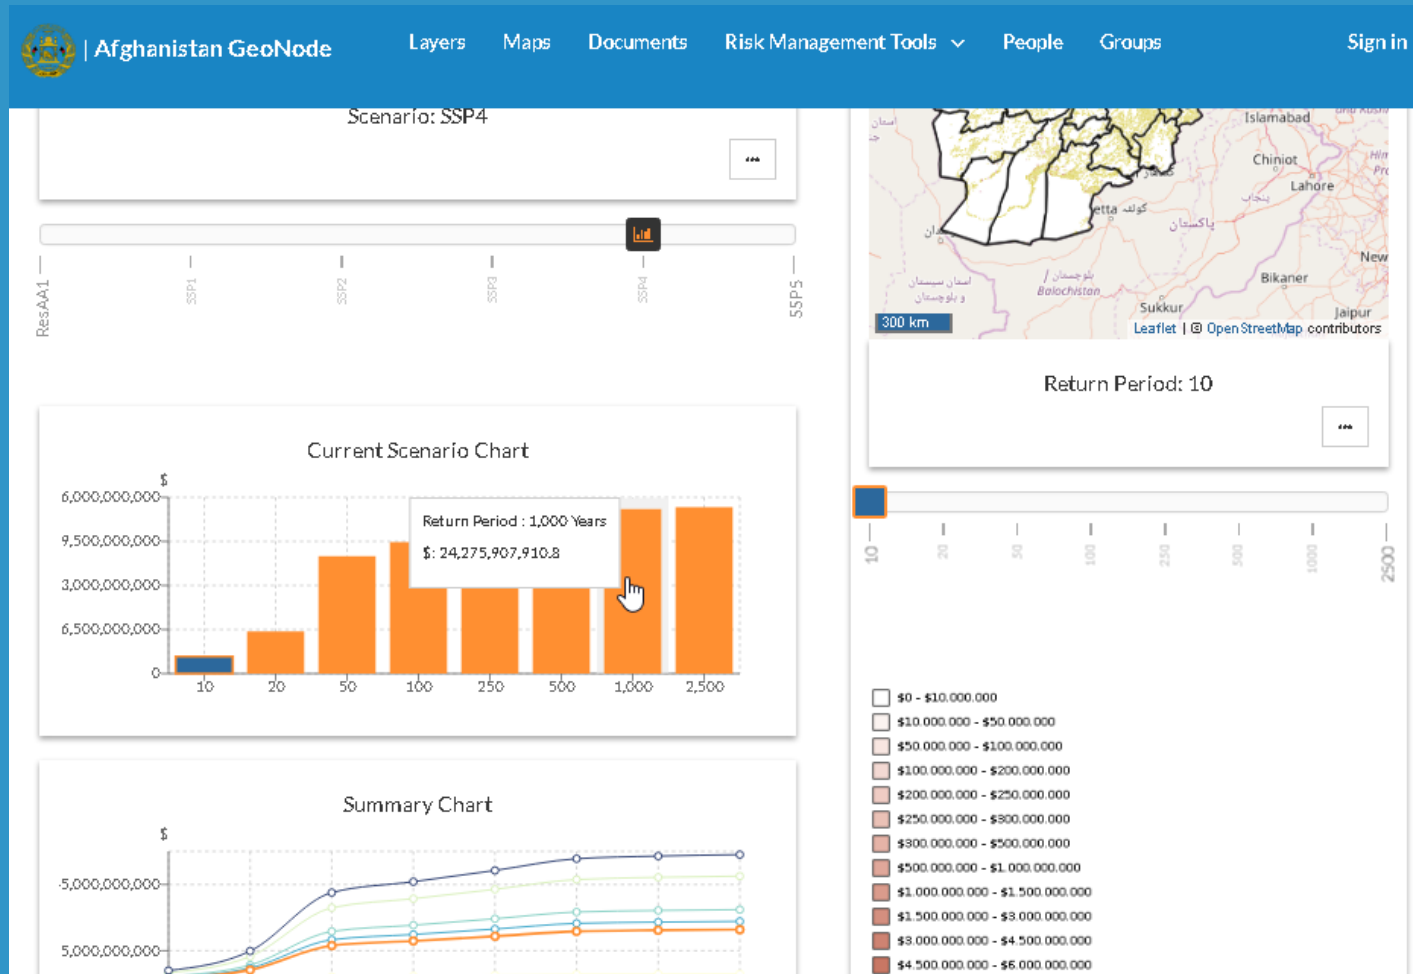 | Afghanistan GeoNode
Layers
Maps
Documents
Risk Management Tools
People
Groups
Sign in
Scenario: SSP4
...
ResAA1
SSP1
SSP2
SSP3
SSP4
SSP5
Current Scenario Chart
$
6,000,000,000
9,500,000,000
3,000,000,000
6,500,000,000
0
Return Period : 1,000 Years
$: 24,275,907,910.8
10 20 50 100 250 500 1,000 2,500
Summary Chart
$
5,000,000,000
5,000,000,000
Islamabad
Chiniot
Lahore
پنجاب
پاکستان
etta کوئٹہ
بلوچستان /
Balochistan
استان سیستان
و بلوچستان
New
Bikaner
Sukkur
Jaipur
300 km
Leaflet | © OpenStreetMap contributors
Return Period: 10
...
10
20
50
100
250
500
1000
2500
$0 - $10.000.000
$10.000.000 - $50.000.000
$50.000.000 - $100.000.000
$100.000.000 - $200.000.000
$200.000.000 - $250.000.000
$250.000.000 - $300.000.000
$300.000.000 - $500.000.000
$500.000.000 - $1.000.000.000
$1.000.000.000 - $1.500.000.000
$1.500.000.000 - $3.000.000.000
$3.000.000.000 - $4.500.000.000
$4.500.000.000 - $6.000.000.000